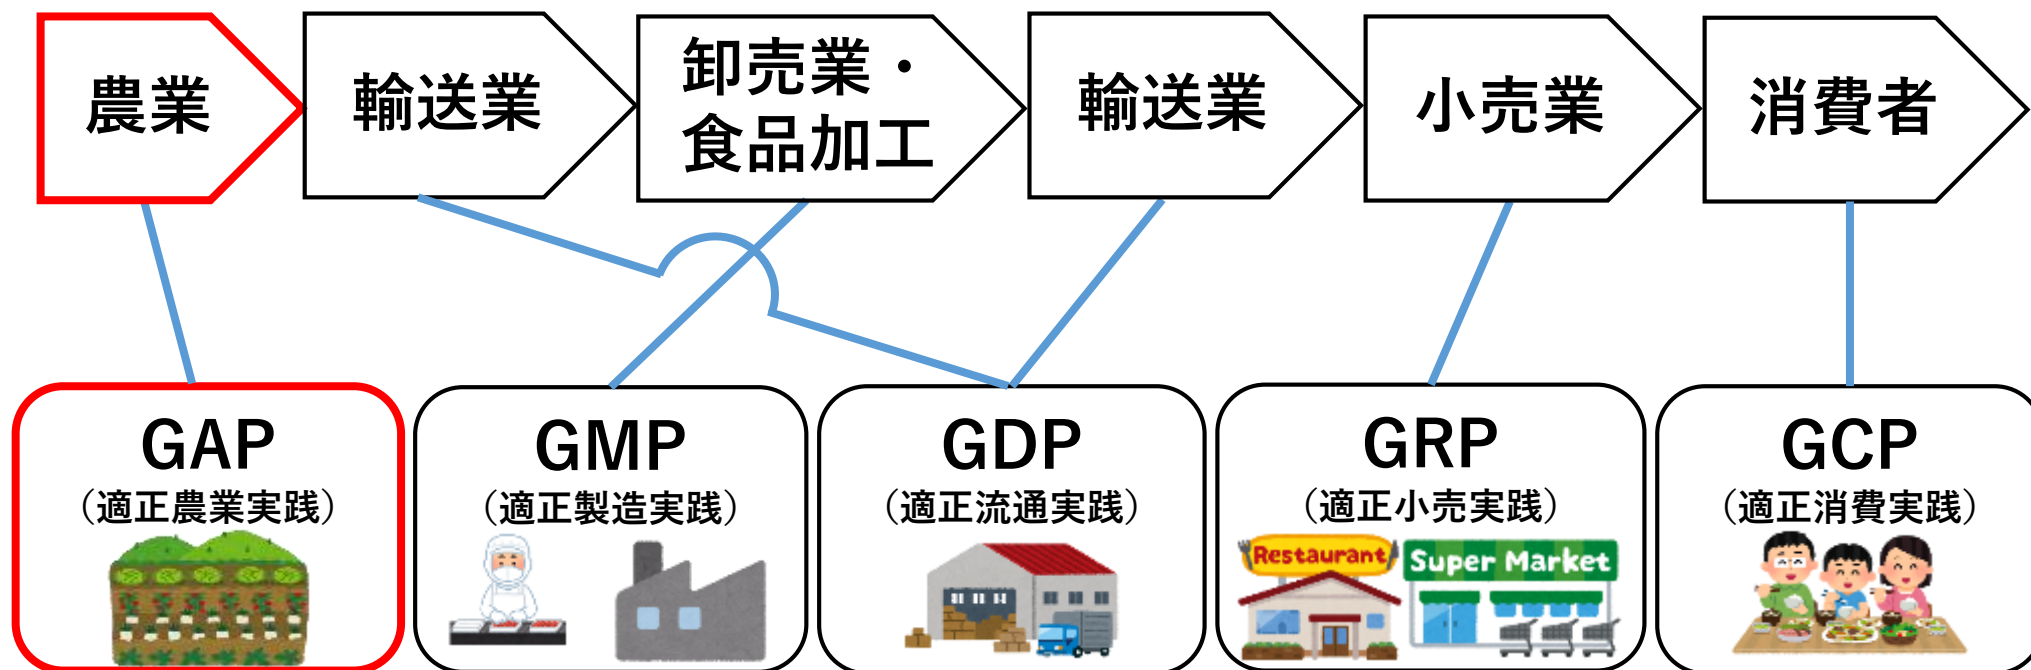 農業
輸送業
卸売業・
食品加工
輸送業
小売業
消費者
GAP
（適正農業実践）
GMP
（適正製造実践）
GDP
（適正流通実践）
GRP
（適正小売実践）
Restaurant
Super Market
GCP
（適正消費実践）